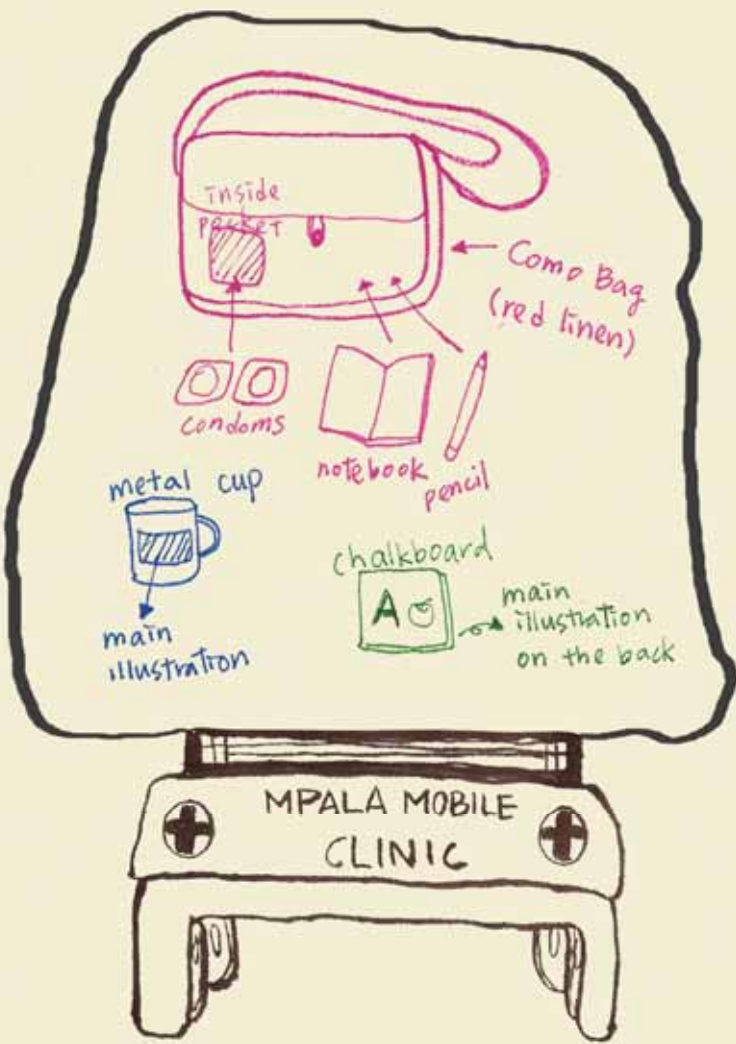 inside
pocket
Como Bag
(red linen)
condoms
notebook
pencil
metal cup
main
illustration
chalkboard
A
main
illustration
on the back
MPALA MOBILE
CLINIC